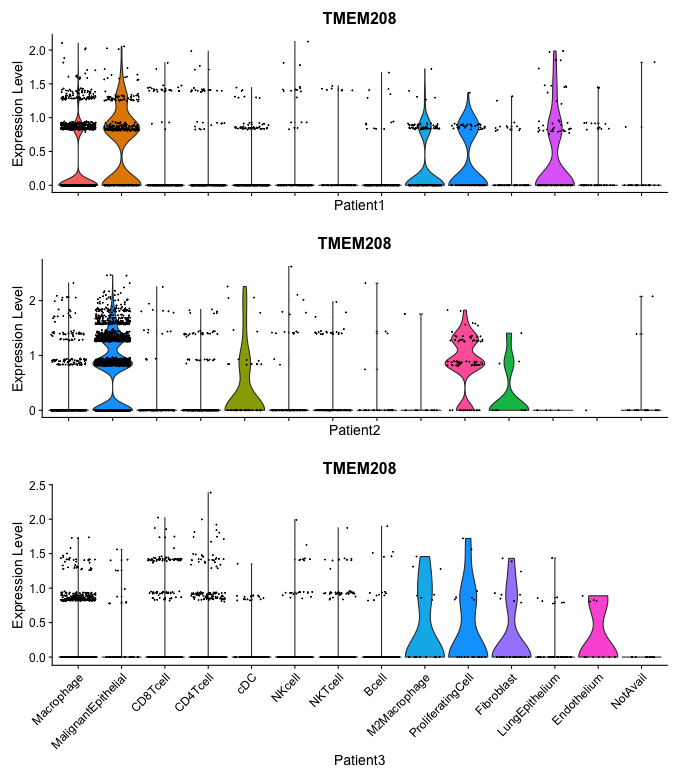 TMEM208
Expression Level
2.0
1.5
1.0
0.5
0.0
Patient1
TMEM208
Expression Level
2
1
0
Patient2
TMEM208
Expression Level
2.5
2.0
1.5
1.0
0.5
0.0
Macrophage
MalignantEpithelial
CD8Tcell
CD4Tcell
cDC
NKcell
NKTcell
Bcell
M2Macrophage
ProliferatingCell
Fibroblast
LungEpithelium
Endothelium
NotAvail
Patient3